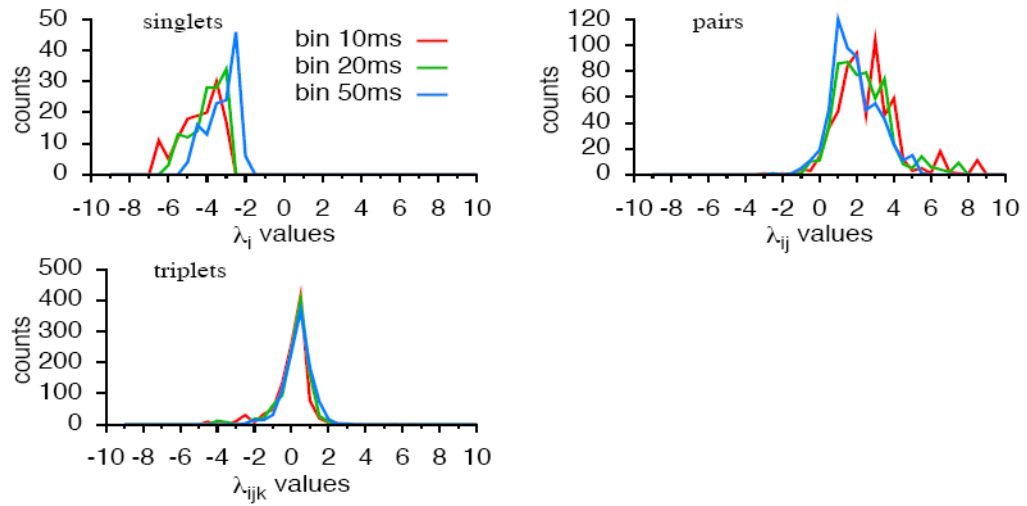 singlets
counts
50
40
30
20
10
0
bin 10ms
bin 20ms
bin 50ms
-10 -8 -6 -4 -2 0 2 4 6 8 10
λi values
pairs
counts
120
100
80
60
40
20
0
-10 -8 -6 -4 -2 0 2 4 6 8 10
λij values
triplets
counts
500
400
300
200
100
0
-10 -8 -6 -4 -2 0 2 4 6 8 10
λijk values